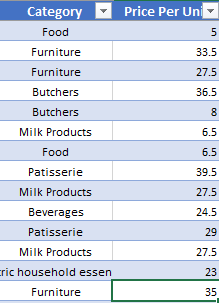 Category Price Per Uni
Food 5
Furniture 33.5
Furniture 27.5
Butchers 36.5
Butchers 8
Milk Products 6.5
Food 6.5
Patisserie 39.5
Milk Products 27.5
Beverages 24.5
Patisserie 29
Milk Products 27.5
tric household essen 23
Furniture 35